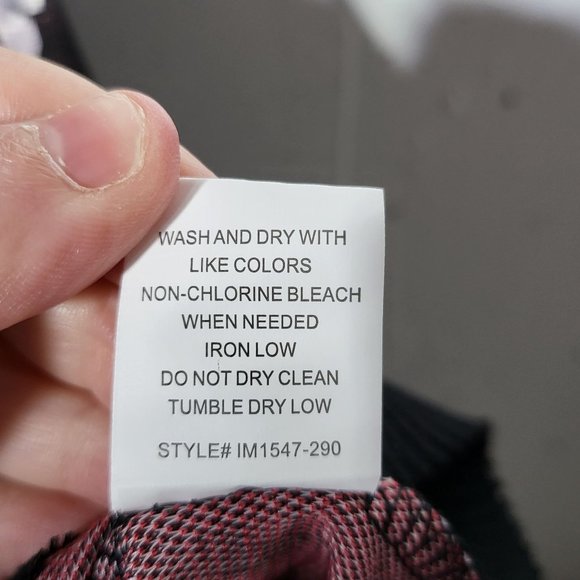 WASH AND DRY WITH
LIKE COLORS
NON-CHLORINE BLEACH
WHEN NEEDED
IRON LOW
DO NOT DRY CLEAN
TUMBLE DRY LOW
STYLE# IM1547-290